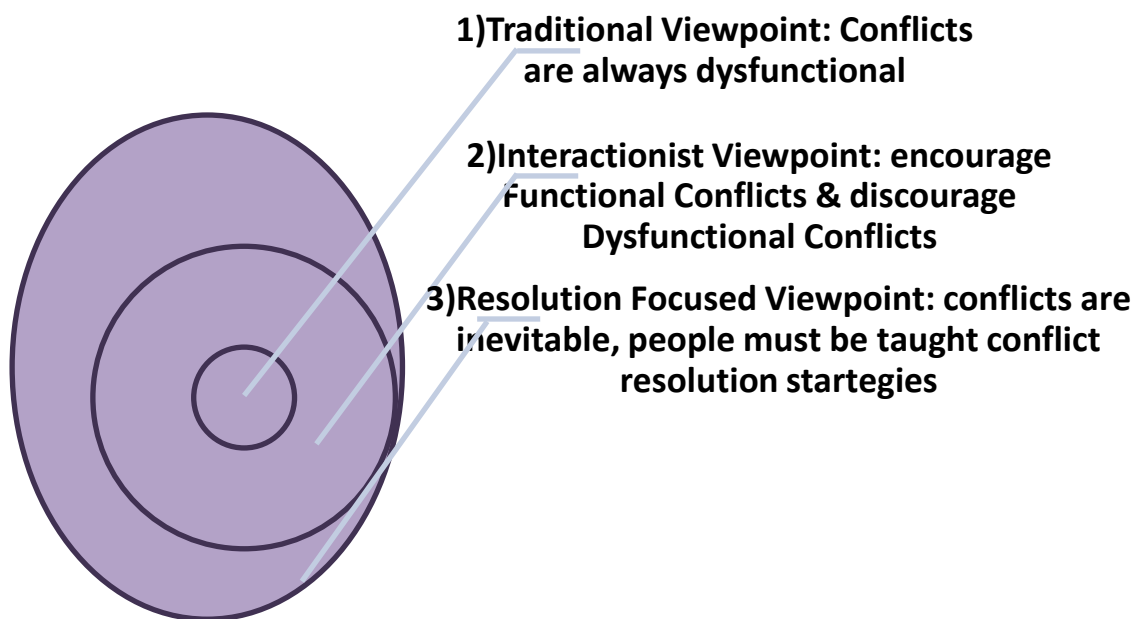 1)Traditional Viewpoint: Conflicts
are always dysfunctional
2)Interactionist Viewpoint: encourage
Functional Conflicts & discourage
Dysfunctional Conflicts
3)Resolution Focused Viewpoint: conflicts are
inevitable, people must be taught conflict
resolution startegies